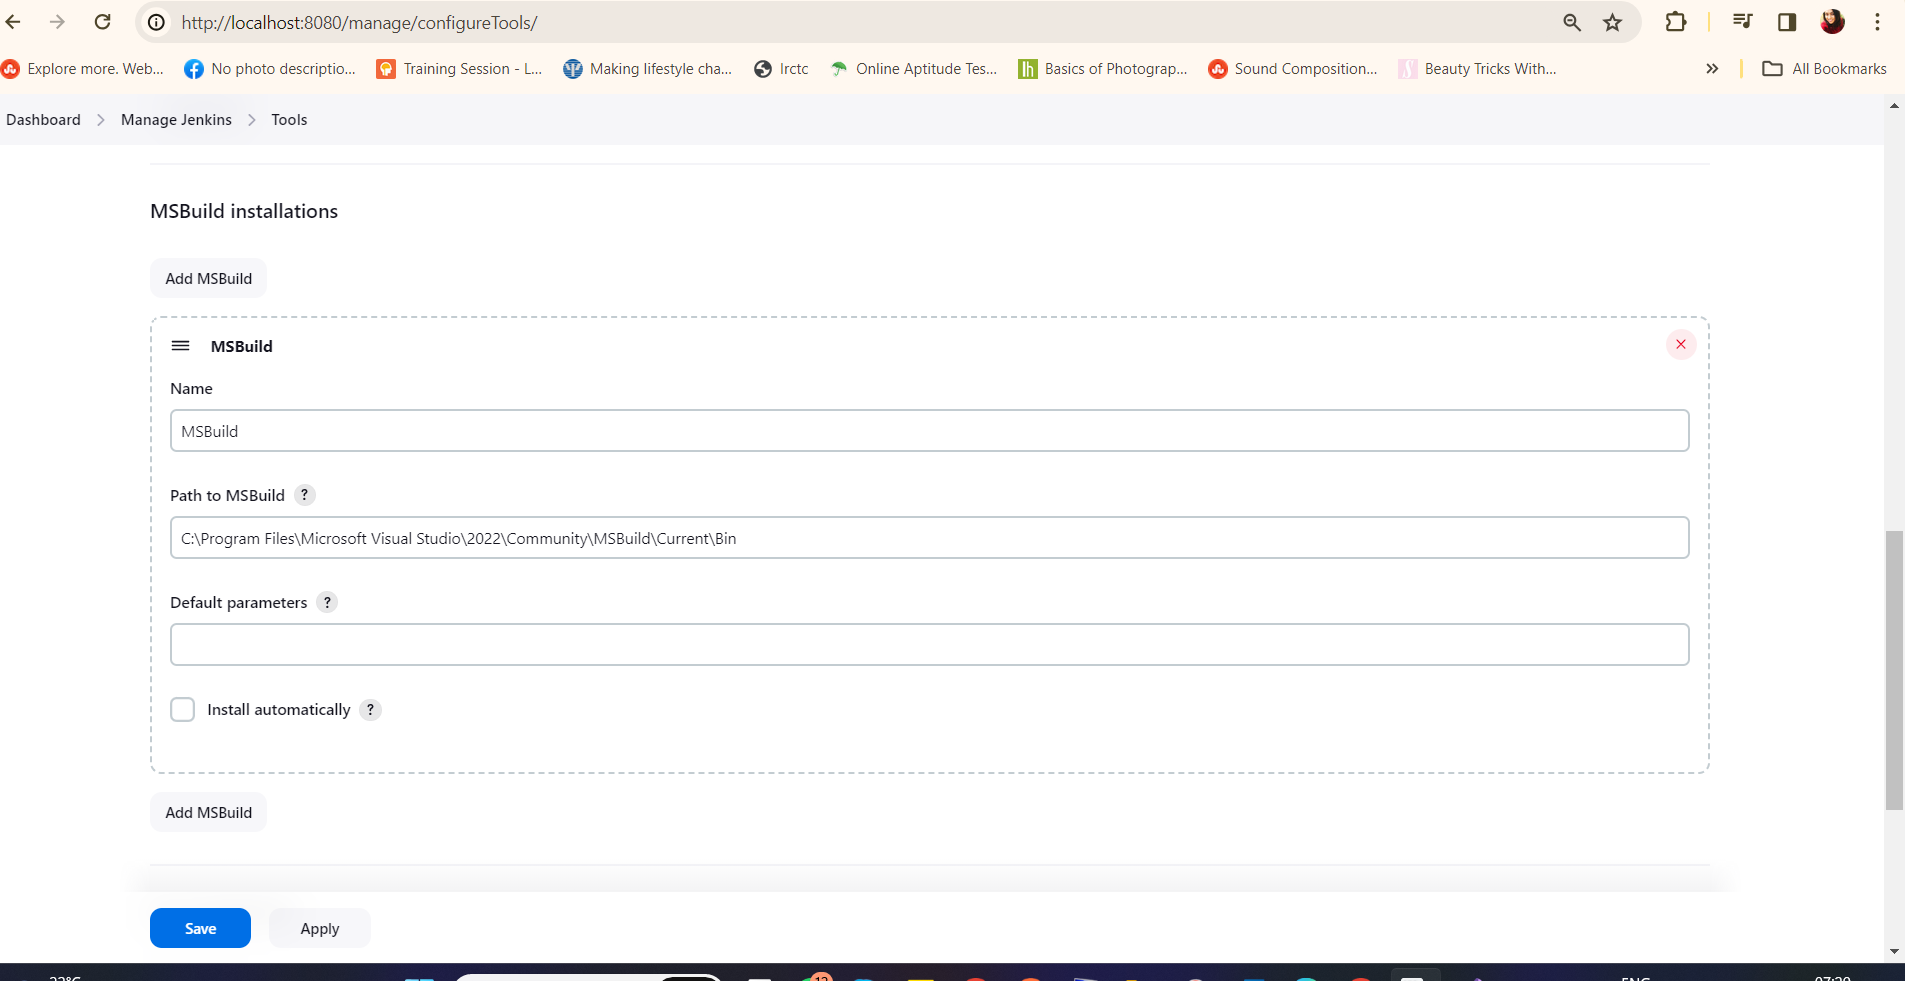 http://localhost:8080/manage/configureTools/
Explore more. Web... No photo descriptio... Training Session - L... Making lifestyle cha... Irctc Online Aptitude Tes... Basics of Photograp... Sound Composition... Beauty Tricks With... » All Bookmarks
Dashboard > Manage Jenkins > Tools
MSBuild installations
Add MSBuild
MSBuild
Name
MSBuild
Path to MSBuild ?
C:\Program Files\Microsoft Visual Studio\2022\Community\MSBuild\Current\Bin
Default parameters ?
Install automatically ?
Add MSBuild
Save Apply